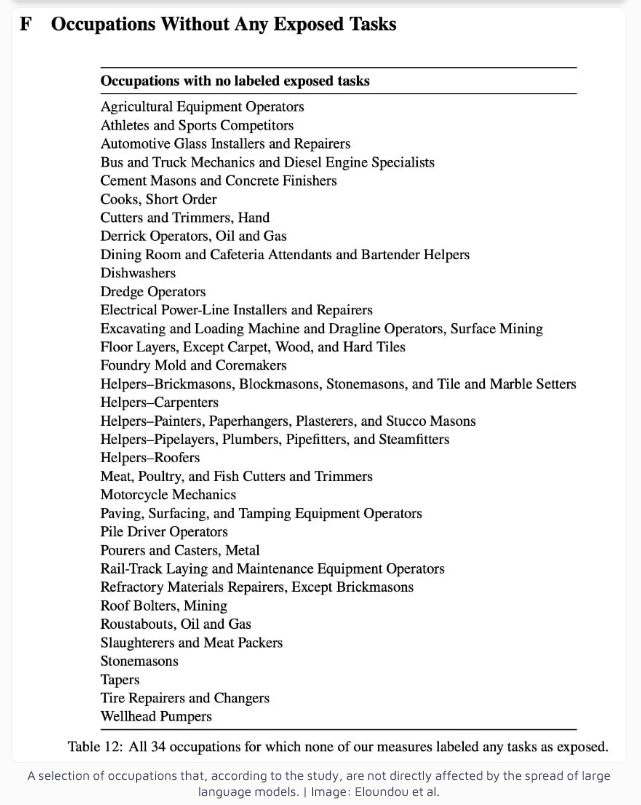 F Occupations Without Any Exposed Tasks
Occupations with no labeled exposed tasks
Agricultural Equipment Operators
Athletes and Sports Competitors
Automotive Glass Installers and Repairers
Bus and Truck Mechanics and Diesel Engine Specialists
Cement Masons and Concrete Finishers
Cooks, Short Order
Cutters and Trimmers, Hand
Derrick Operators, Oil and Gas
Dining Room and Cafeteria Attendants and Bartender Helpers
Dishwashers
Dredge Operators
Electrical Power-Line Installers and Repairers
Excavating and Loading Machine and Dragline Operators, Surface Mining
Floor Layers, Except Carpet, Wood, and Hard Tiles
Foundry Mold and Coremakers
Helpers–Brickmasons, Blockmasons, Stonemasons, and Tile and Marble Setters
Helpers–Carpenters
Helpers–Painters, Paperhangers, Plasterers, and Stucco Masons
Helpers–Pipelayers, Plumbers, Pipefitters, and Steamfitters
Helpers–Roofers
Meat, Poultry, and Fish Cutters and Trimmers
Motorcycle Mechanics
Paving, Surfacing, and Tamping Equipment Operators
Pile Driver Operators
Pourers and Casters, Metal
Rail-Track Laying and Maintenance Equipment Operators
Refractory Materials Repairers, Except Brickmasons
Roof Bolters, Mining
Roustabouts, Oil and Gas
Slaughterers and Meat Packers
Stonemasons
Tapers
Tire Repairers and Changers
Wellhead Pumpers
Table 12: All 34 occupations for which none of our measures labeled any tasks as exposed.
A selection of occupations that, according to the study, are not directly affected by the spread of large
language models. | Image: Eloundou et al.